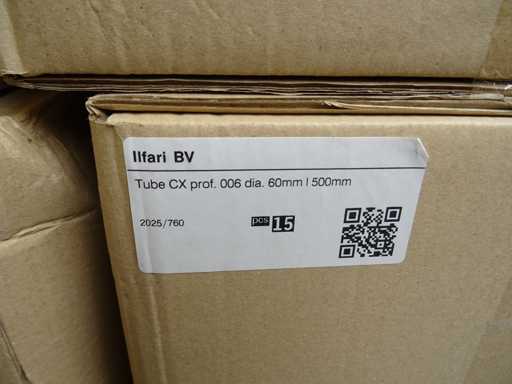 Ilfari BV
Tube CX prof. 006 dia. 60mm l 500mm
2025/760
pcs 15